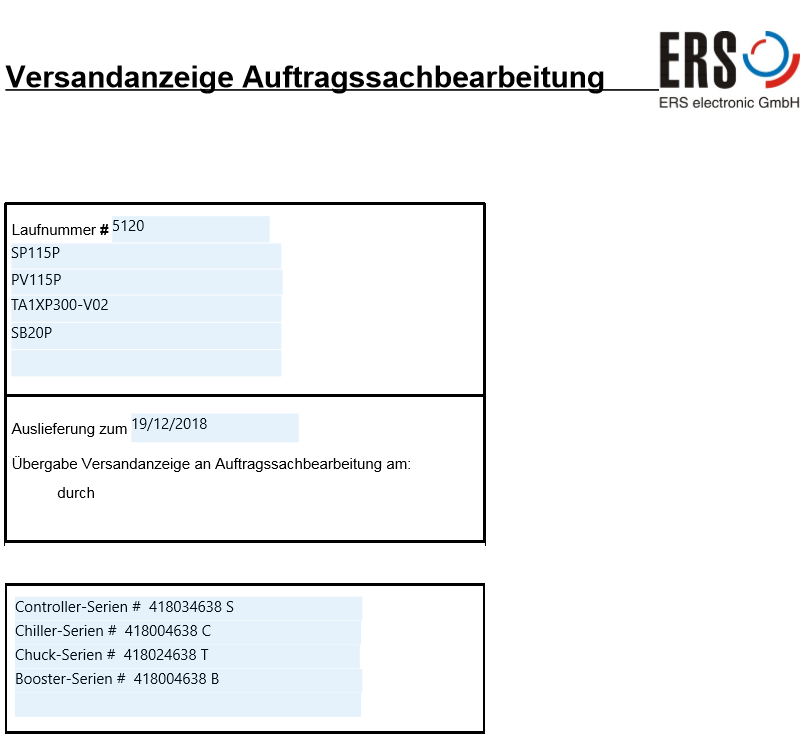 Versandanzeige Auftragssachbearbeitung
ERS
ERS electronic GmbH
Laufnummer # 5120
SP115P
PV115P
TA1XP300-V02
SB20P
Auslieferung zum 19/12/2018
Übergabe Versandanzeige an Auftragssachbearbeitung am:
durch
Controller-Serien # 418034638 S
Chiller-Serien # 418004638 C
Chuck-Serien # 418024638 T
Booster-Serien # 418004638 B